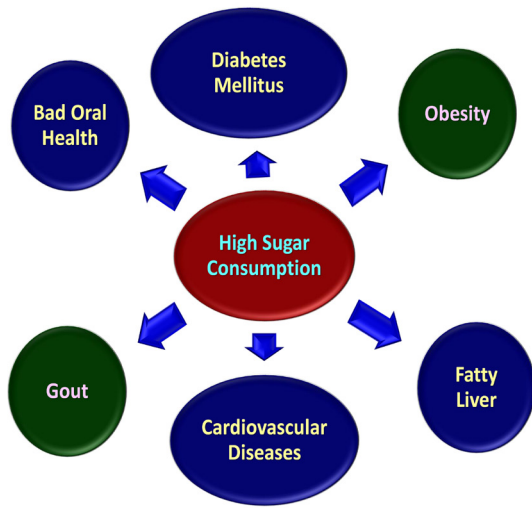 Diabetes
Mellitus
Bad Oral
Health
Obesity
High Sugar
Consumption
Gout
Fatty
Liver
Cardiovascular
Diseases